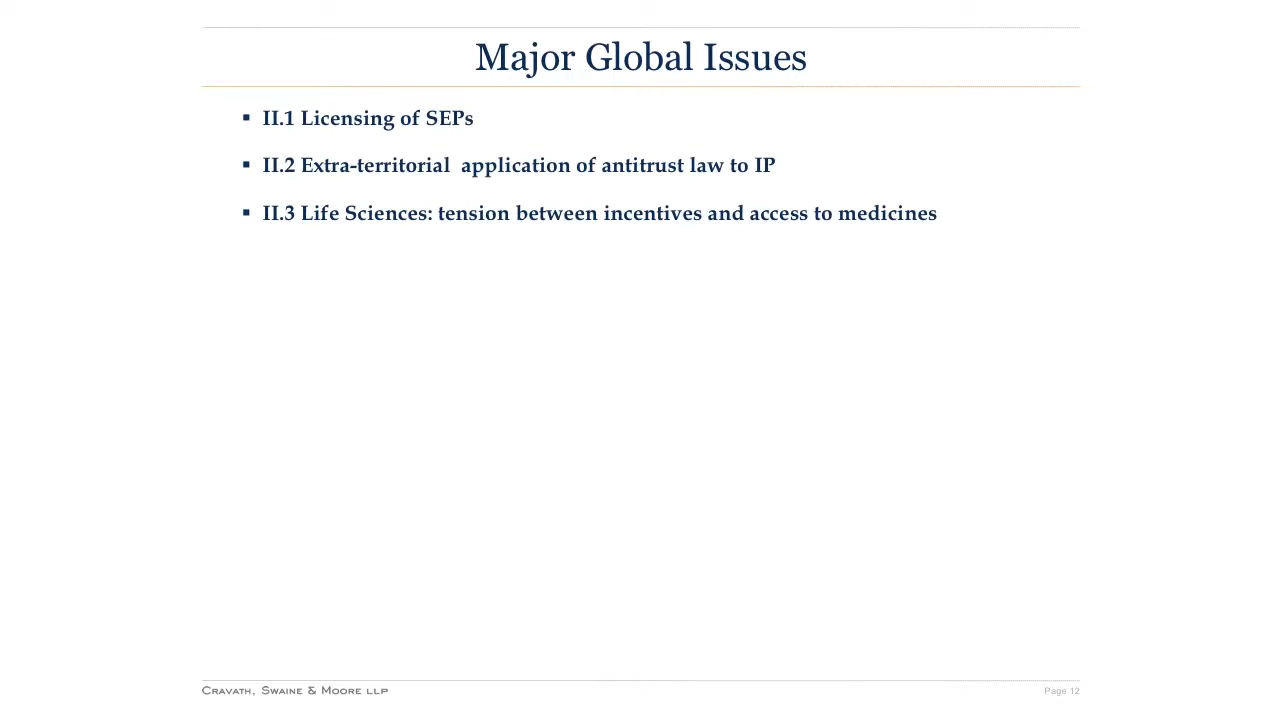 Major Global Issues
▪ II.1 Licensing of SEPs
▪ II.2 Extra-territorial  application of antitrust law to IP
▪ II.3 Life Sciences: tension between incentives and access to medicines
Cravath, Swaine & Moore LLP
Page 12